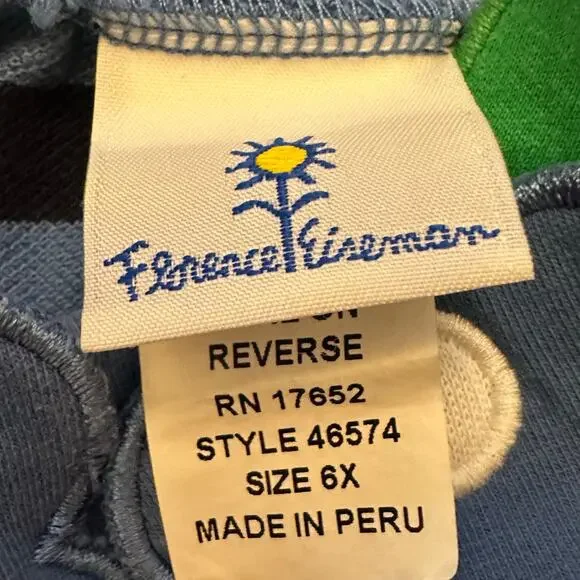 Florence Eiseman
REVERSE
RN 17652
STYLE 46574
SIZE 6X
MADE IN PERU